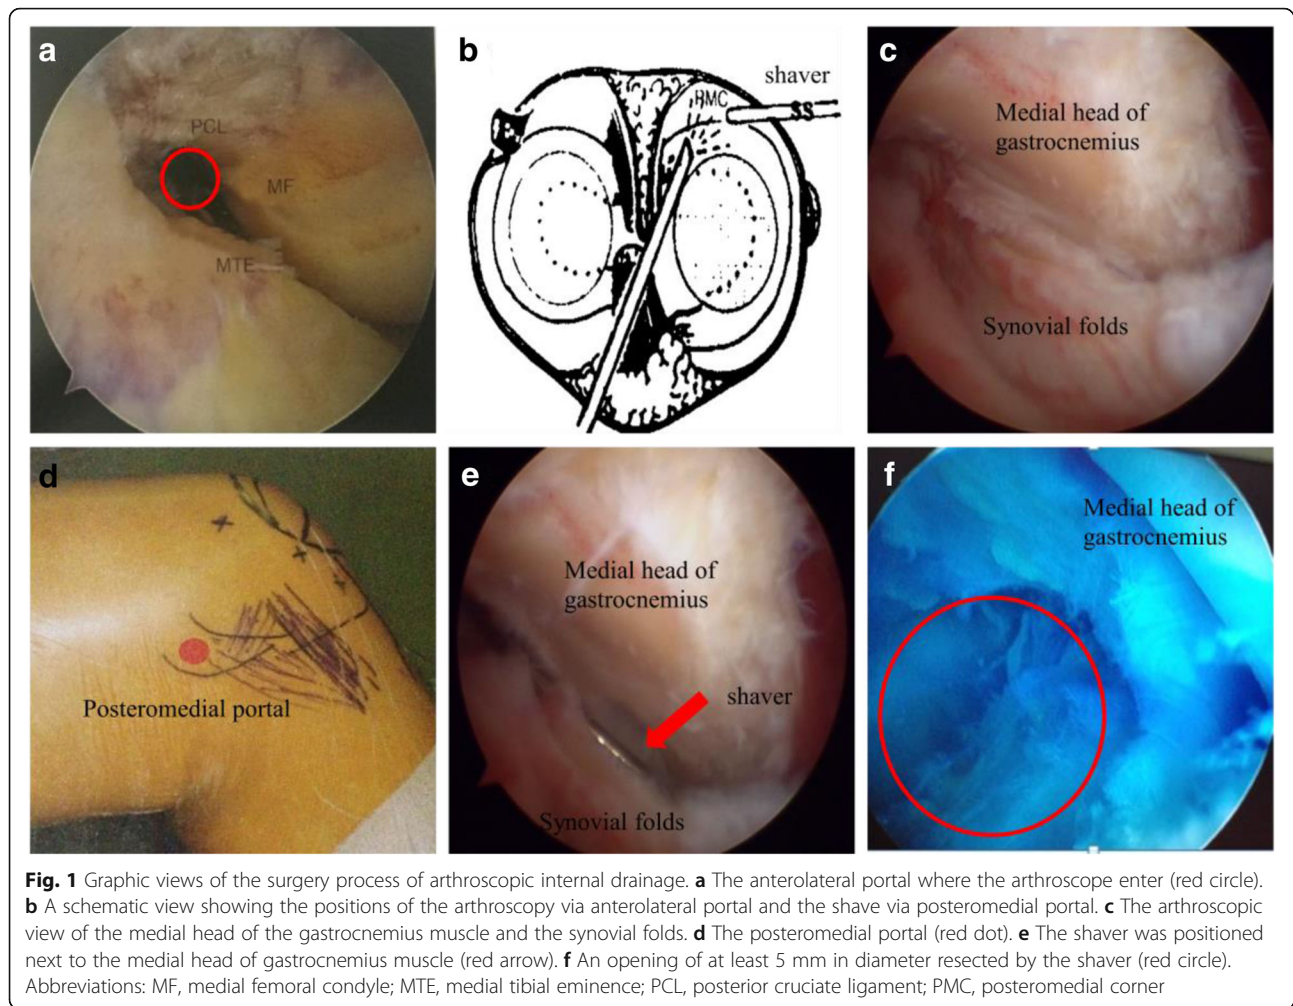 a
PCL
MF
MTE
b
shaver
PMC
SS
c
Medial head of
gastrocnemius
Synovial folds
d
Posteromedial portal
e
Medial head of
gastrocnemius
shaver
Synovial folds
f
Medial head of
gastrocnemius
Fig. 1 Graphic views of the surgery process of arthroscopic internal drainage. a The anterolateral portal where the arthroscope enter (red circle).
b A schematic view showing the positions of the arthroscopy via anterolateral portal and the shave via posteromedial portal. c The arthroscopic
view of the medial head of the gastrocnemius muscle and the synovial folds. d The posteromedial portal (red dot). e The shaver was positioned
next to the medial head of gastrocnemius muscle (red arrow). f An opening of at least 5 mm in diameter resected by the shaver (red circle).
Abbreviations: MF, medial femoral condyle; MTE, medial tibial eminence; PCL, posterior cruciate ligament; PMC, posteromedial corner